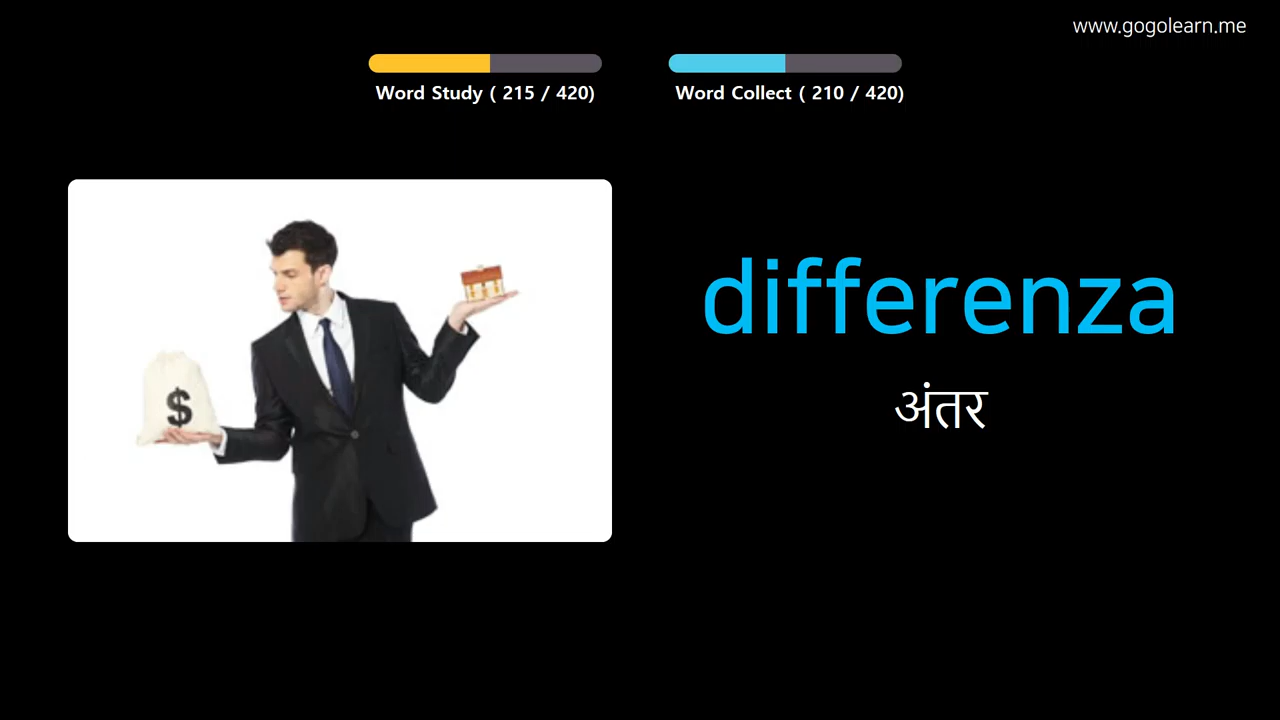 www.gogolearn.me
Word Study ( 215 / 420)
Word Collect ( 210 / 420)
$
differenza
अंतर